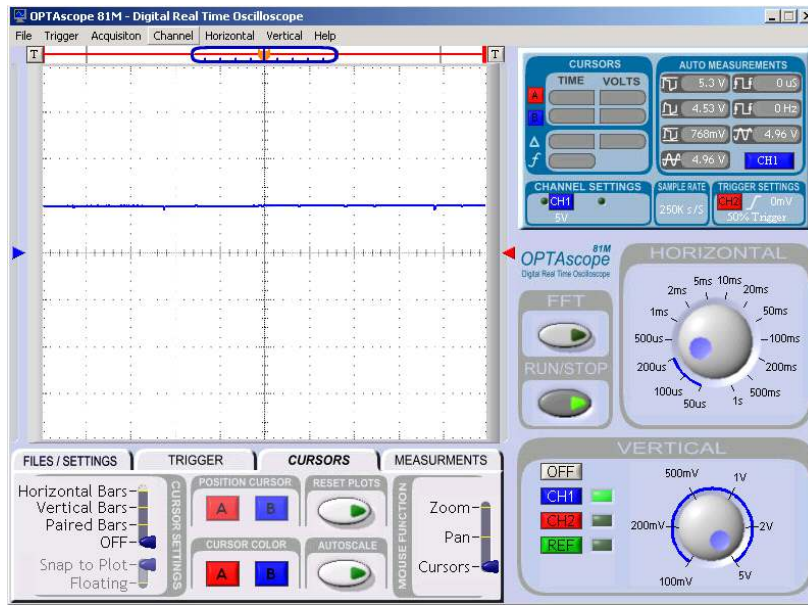 OPTAscope 81M - Digital Real Time Oscilloscope
File Trigger Acquisiton Channel Horizontal Vertical Help
T T
CURSORS
TIME VOLTS
A
B
Δ
f
AUTO MEASUREMENTS
5.3 V 0 uS
4.53 V 0 Hz
768mV 4.96 V
4.96 V CH1
CHANNEL SETTINGS
CH1
5V
SAMPLE RATE
250K s/S
TRIGGER SETTINGS
CH2 0mV
50% Trigger
OPTAscope 81M
Digital Real Time Oscilloscope
FFT
RUN/STOP
HORIZONTAL
50us
100us
200us
500us
1ms
2ms
5ms
10ms
20ms
50ms
100ms
200ms
500ms
1s
FILES / SETTINGS TRIGGER CURSORS MEASURMENTS
Horizontal Bars
Vertical Bars
Paired Bars
OFF
Snap to Plot
Floating
CURSOR SETTINGS
POSITION CURSOR
A B
CURSOR COLOR
A B
RESET PLOTS
AUTOSCALE
MOUSE FUNCTION
Zoom
Pan
Cursors
VERTICAL
OFF
CH1
CH2
REF
100mV
200mV
500mV
1V
2V
5V